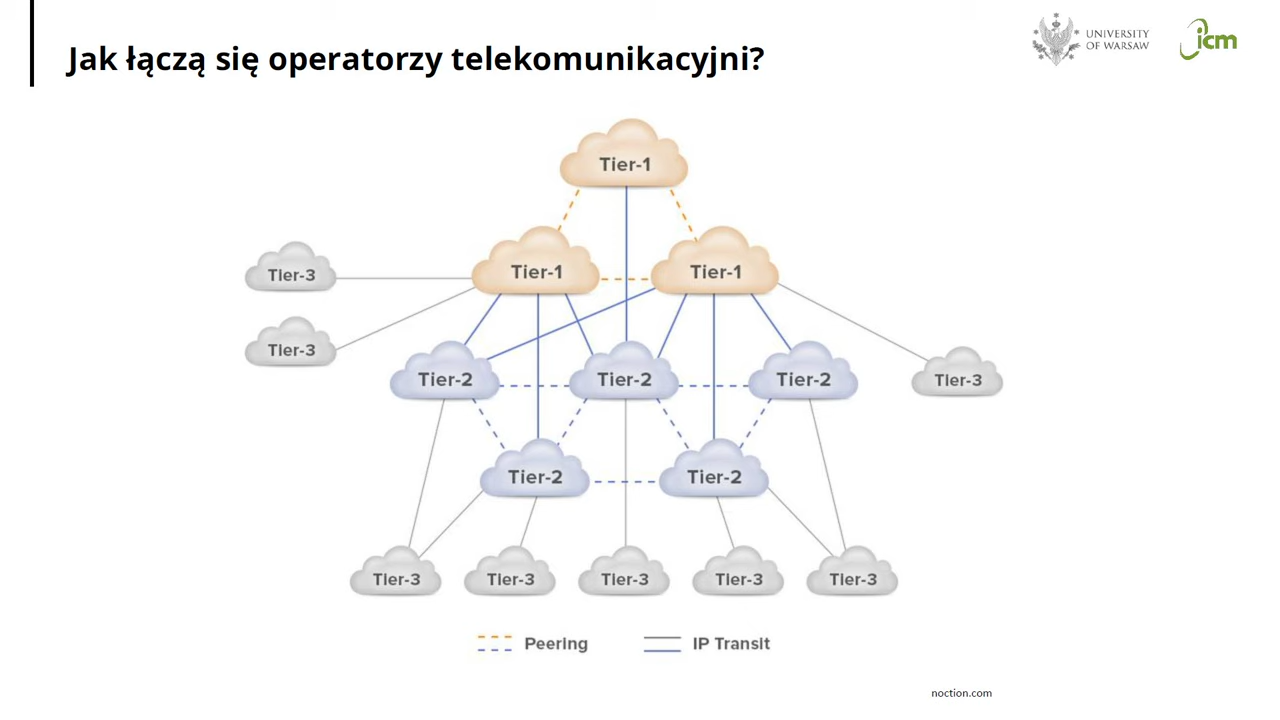 Jak łączą się operatorzy telekomunikacyjni?
UNIVERSITY
OF WARSAW
icm
Tier-1
Tier-1
Tier-1
Tier-3
Tier-3
Tier-2
Tier-2
Tier-2
Tier-3
Tier-2
Tier-2
Tier-3
Tier-3
Tier-3
Tier-3
Tier-3
Peering
IP Transit
noction.com